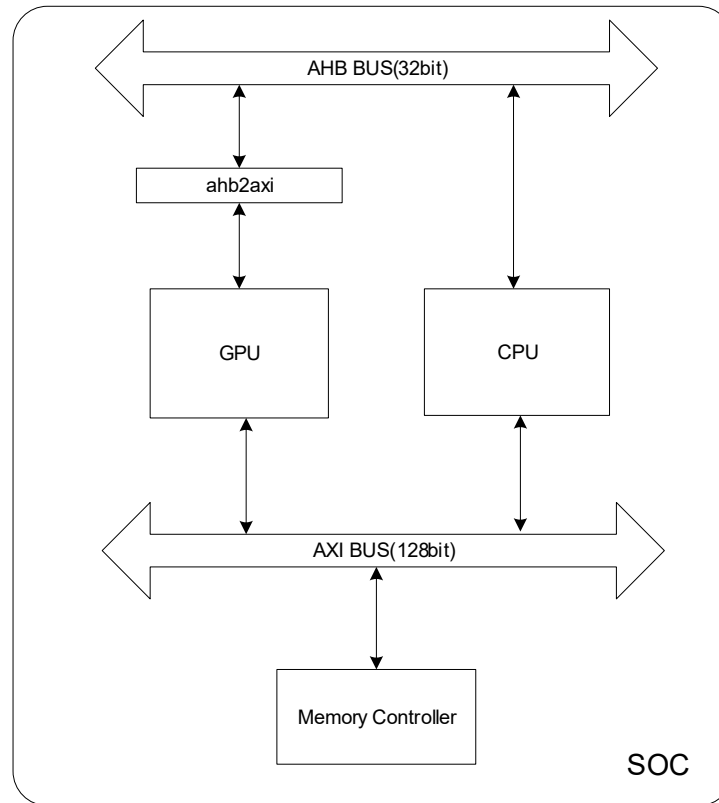 AHB BUS(32bit)
ahb2axi
GPU
CPU
AXI BUS(128bit)
Memory Controller
SOC